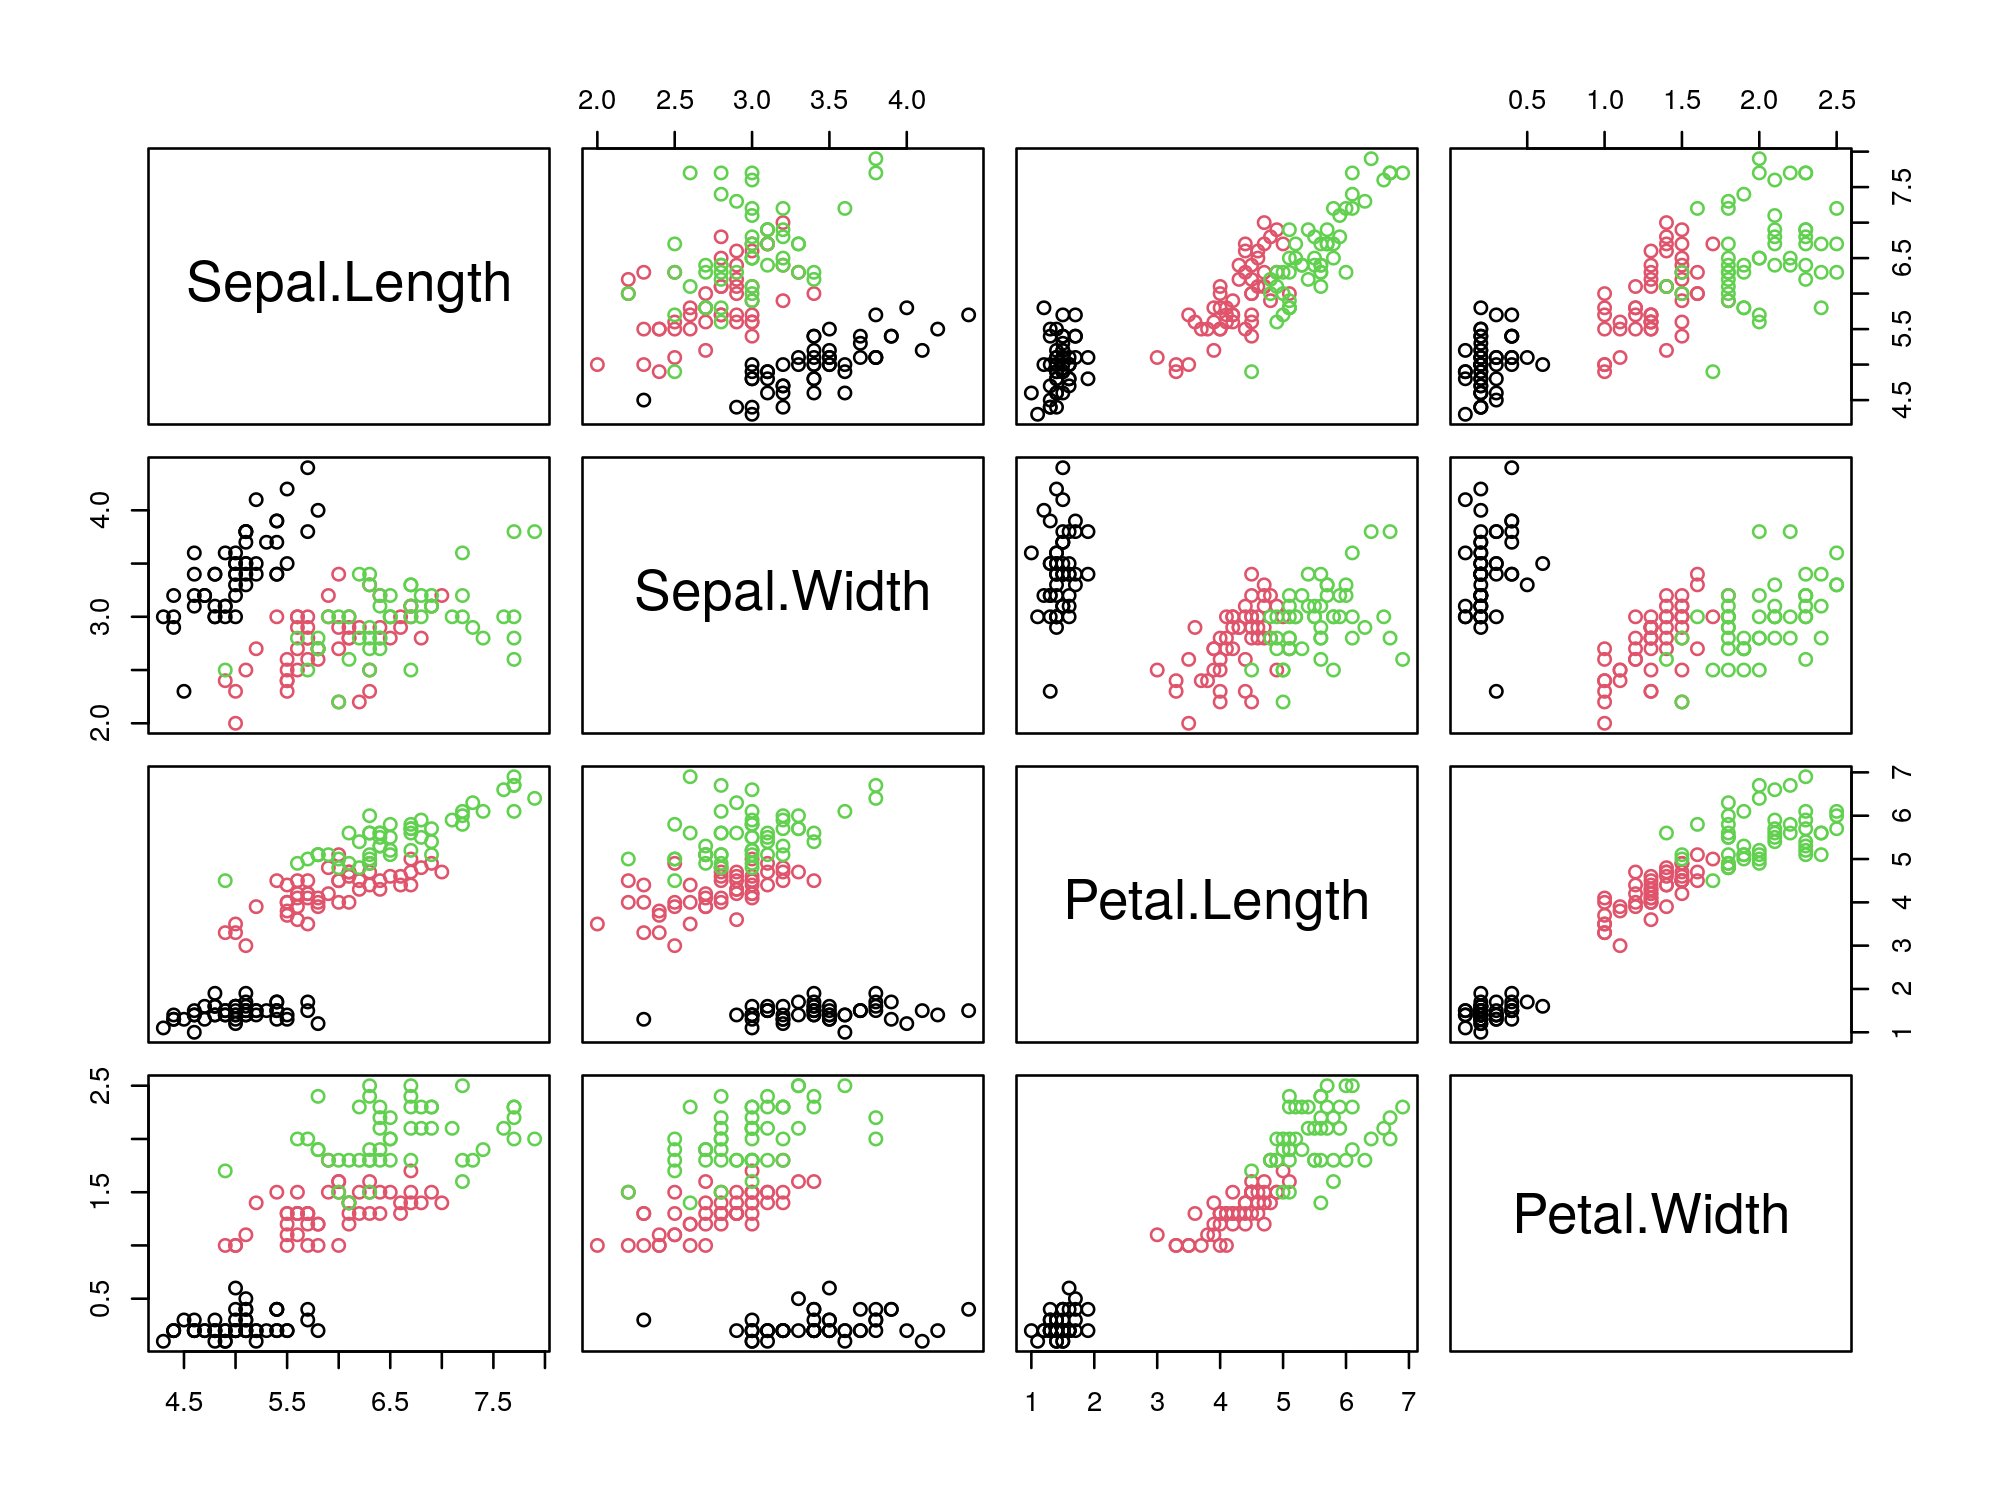 2.0 2.5 3.0 3.5 4.0
0.5 1.0 1.5 2.0 2.5
Sepal.Length
4.5 5.5 6.5 7.5
2.0 3.0 4.0
Sepal.Width
Petal.Length
1 2 3 4 5 6 7
0.5 1.5 2.5
Petal.Width
4.5 5.5 6.5 7.5
1 2 3 4 5 6 7